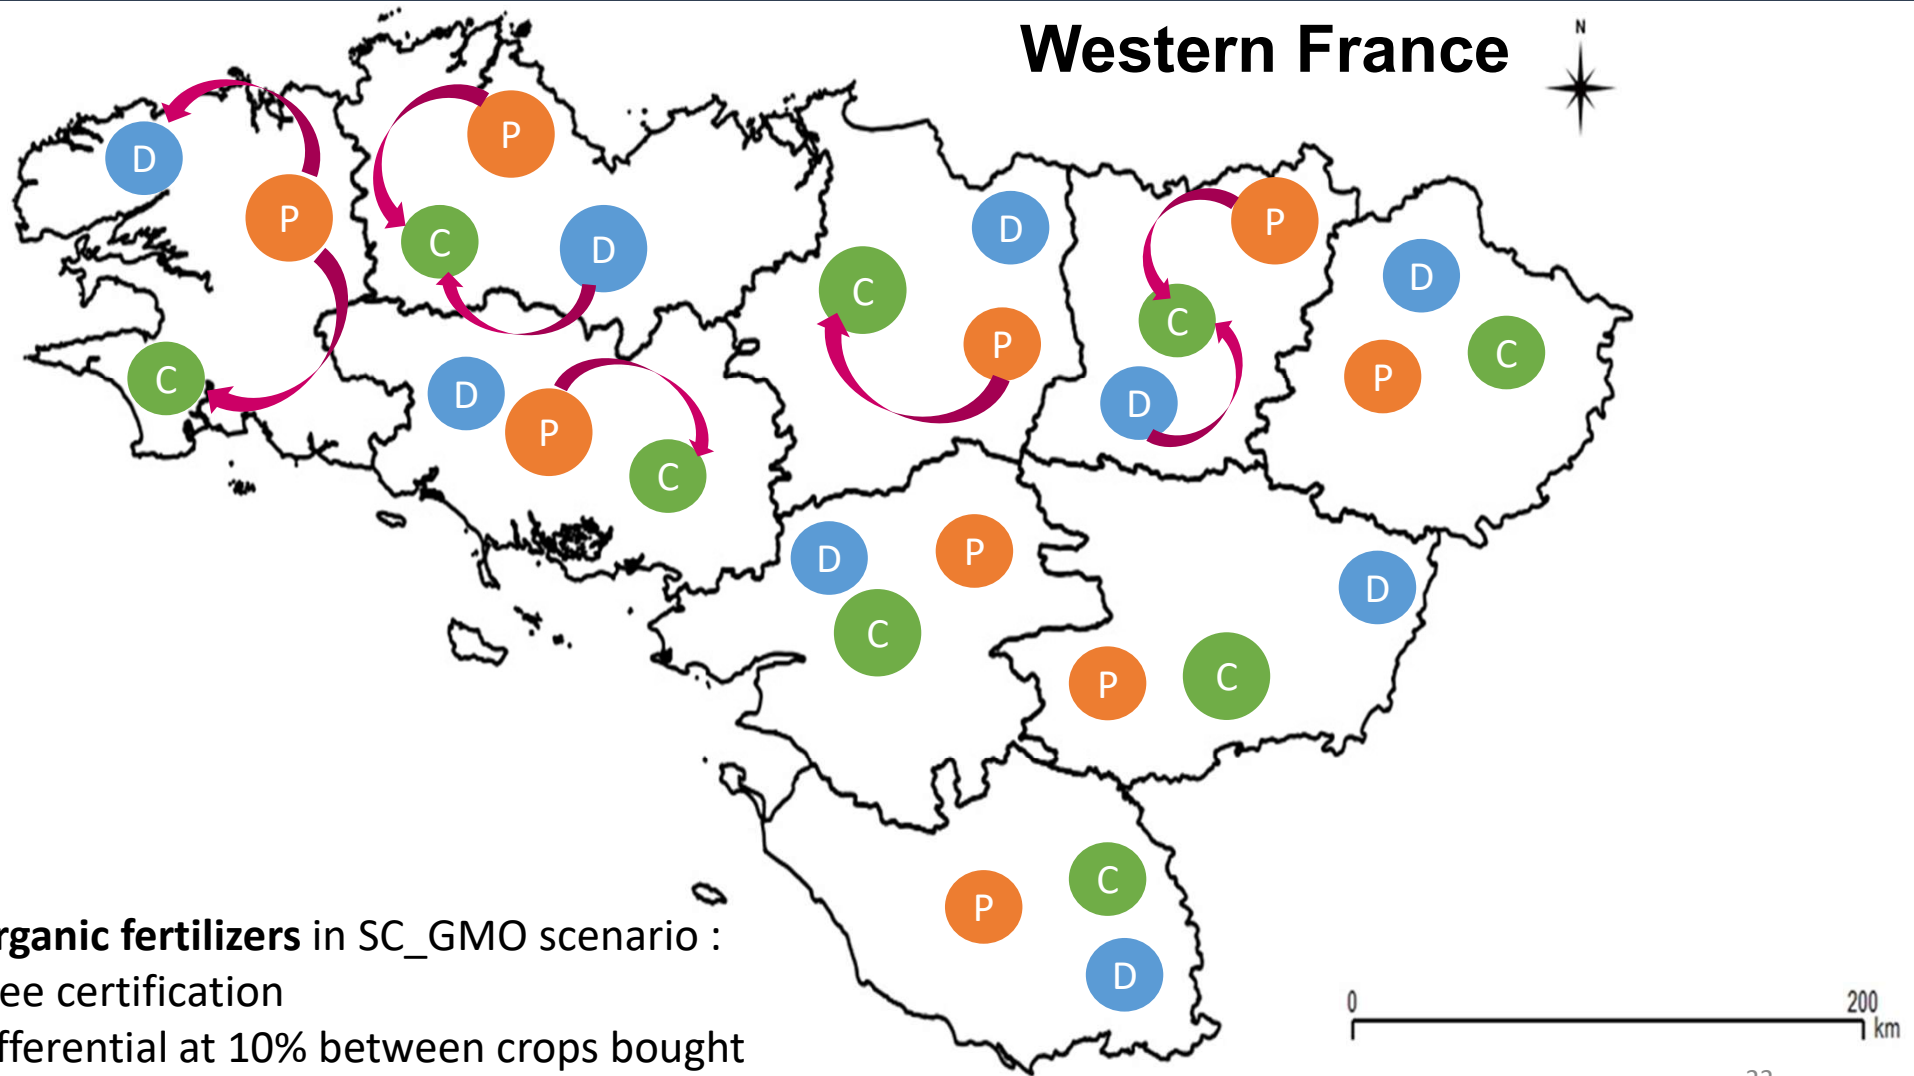 Western France
N
P
D
P
C
D
C
D
P
C
D
C
P
P
C
D
D
P
C
D
P
C
D
P
C
P
C
D
rganic fertilizers in SC_GMO scenario :
ee certification
fferential at 10% between crops bought
0 200
km